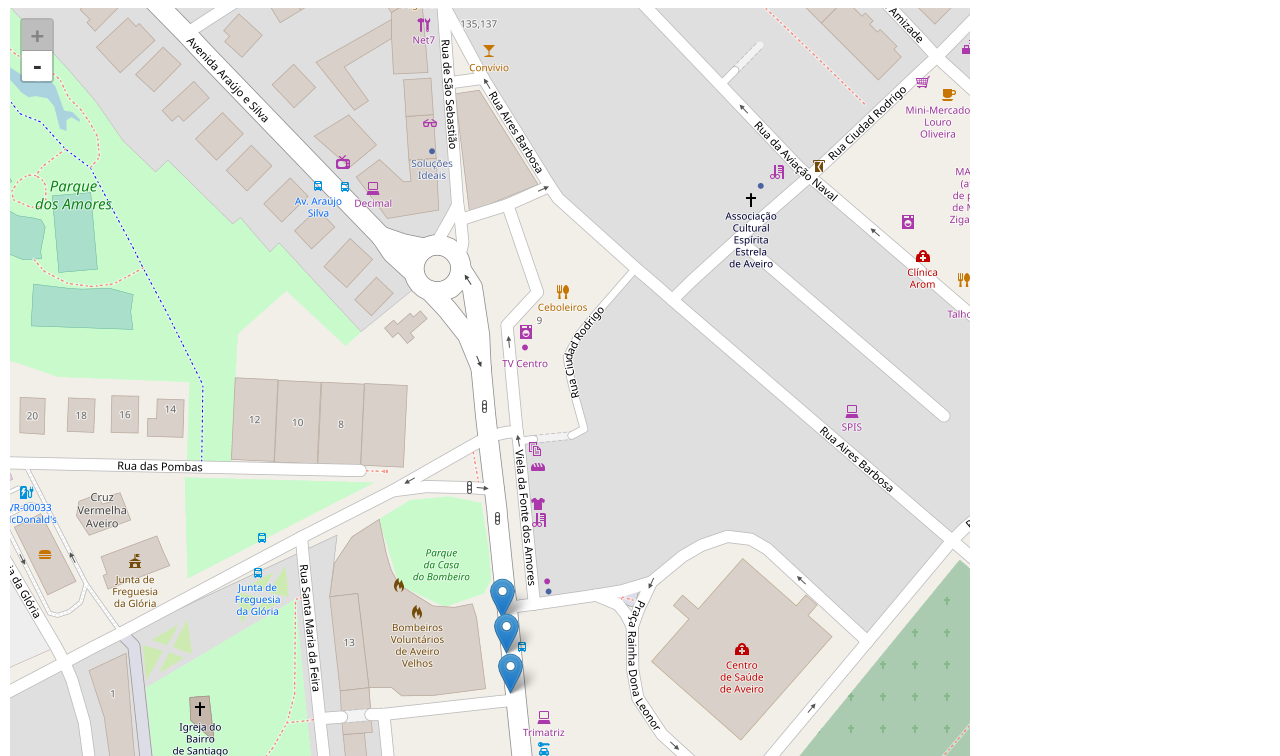 +
-
Net7
135,137
Convívio
Amizade
Avenida Araújo e Silva
Rua de São Sebastião
Rua Aires Barbosa
Soluções
Ideais
Av. Araújo
Silva
Decimal
Parque
dos Amores
Mini-Mercado
Louro
Oliveira
Rua Ciudad Rodrigo
Rua da Aviação Naval
Associação
Cultural
Espírita
Estrela
de Aveiro
Clínica
Arom
Talho
Ceboleiros
9
TV Centro
Rua Ciudad Rodrigo
SPIS
Rua Aires Barbosa
20
18
16
14
12
10
8
Rua das Pombas
VR-00033
McDonald's
Cruz
Vermelha
Aveiro
Junta de
Freguesia
da Glória
Junta de
Freguesia
da Glória
da Glória
Viela da Fonte dos Amores
Parque
da Casa
do Bombeiro
Rua Santa Maria da Feira
13
Bombeiros
Voluntários
de Aveiro
Velhos
Praça Rainha Dona Leonor
Centro
de Saúde
de Aveiro
1
Igreja do
Bairro
de Santiago
Trimatriz